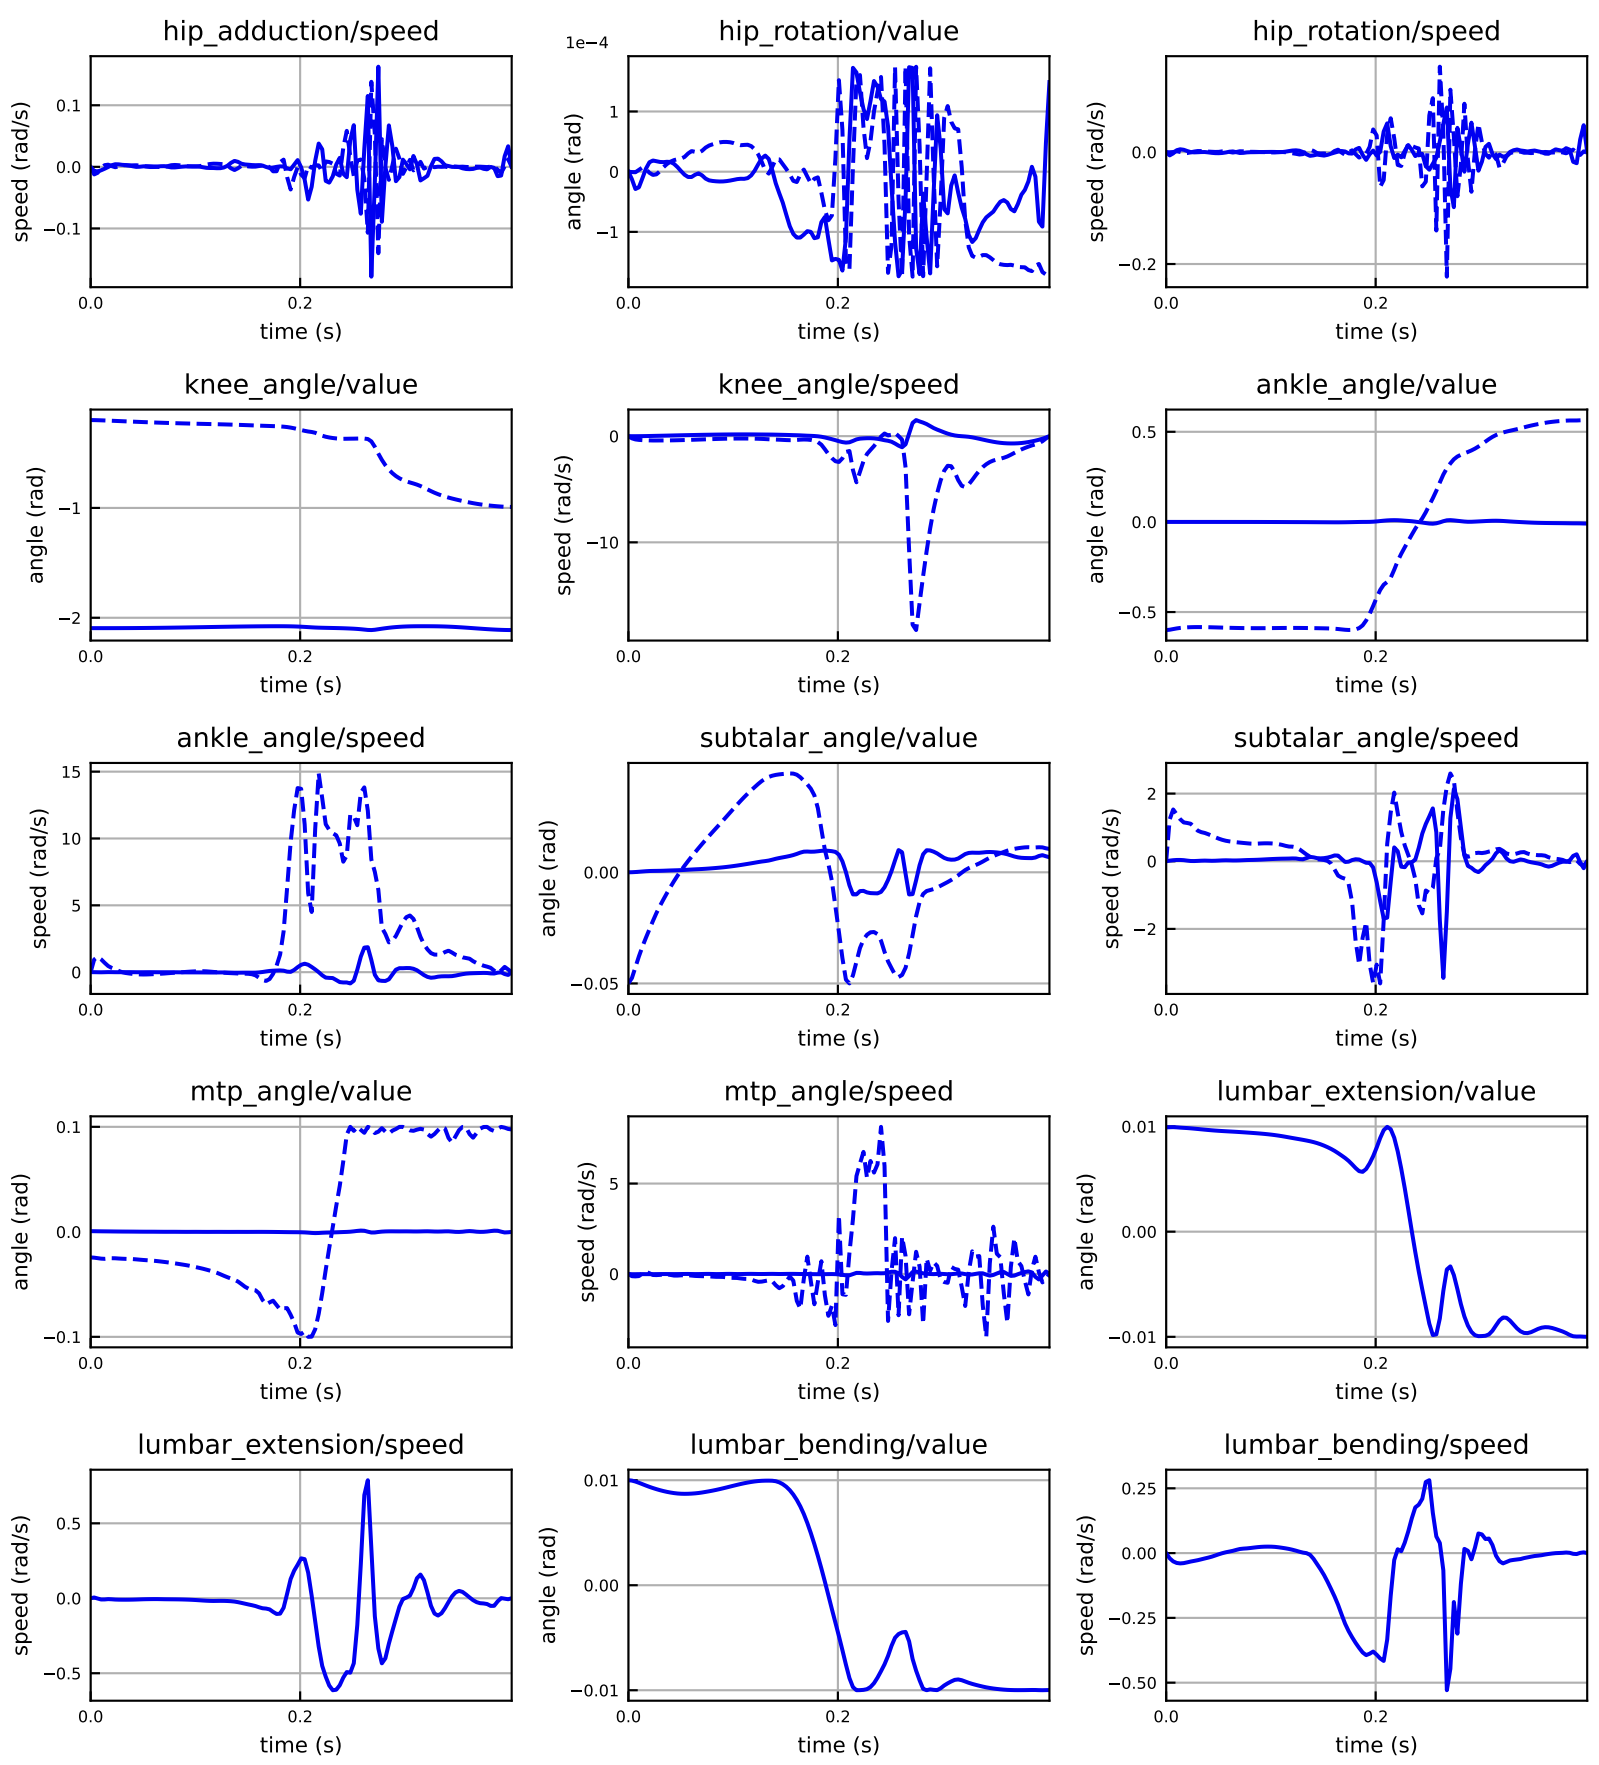 hip_adduction/speed
speed (rad/s)
0.1
0.0
−0.1
0.0
0.2
time (s)
hip_rotation/value
1e−4
angle (rad)
1
0
−1
0.0
0.2
time (s)
hip_rotation/speed
speed (rad/s)
0.0
−0.2
0.0
0.2
time (s)
knee_angle/value
angle (rad)
−1
−2
0.0
0.2
time (s)
knee_angle/speed
speed (rad/s)
0
−10
0.0
0.2
time (s)
ankle_angle/value
angle (rad)
0.5
0.0
−0.5
0.0
0.2
time (s)
ankle_angle/speed
speed (rad/s)
15
10
5
0
0.0
0.2
time (s)
subtalar_angle/value
angle (rad)
0.00
−0.05
0.0
0.2
time (s)
subtalar_angle/speed
speed (rad/s)
2
0
−2
0.0
0.2
time (s)
mtp_angle/value
angle (rad)
0.1
0.0
−0.1
0.0
0.2
time (s)
mtp_angle/speed
speed (rad/s)
5
0
0.0
0.2
time (s)
lumbar_extension/value
angle (rad)
0.01
0.00
−0.01
0.0
0.2
time (s)
lumbar_extension/speed
speed (rad/s)
0.5
0.0
−0.5
0.0
0.2
time (s)
lumbar_bending/value
angle (rad)
0.01
0.00
−0.01
0.0
0.2
time (s)
lumbar_bending/speed
speed (rad/s)
0.25
0.00
−0.25
−0.50
0.0
0.2
time (s)